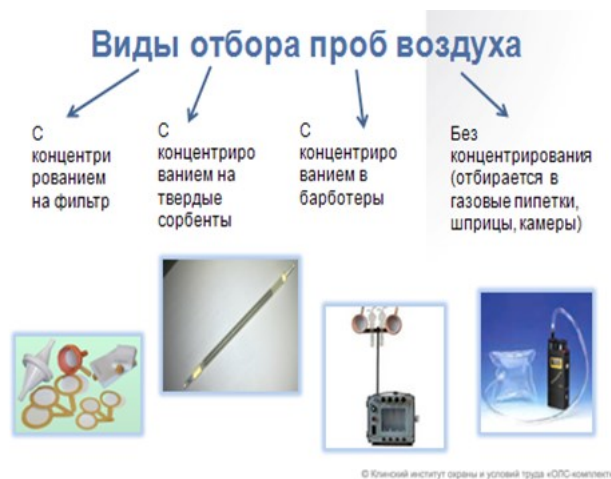 Виды отбора проб воздуха
С
концентри
рованием
на фильтр
С
концентриро
ванием на
твердые
сорбенты
С
концентриро
ванием в
барботеры
Без
концентрирования
(отбирается в
газовые пипетки,
шприцы, камеры)
© Клинский институт охраны и условий труда «ОЛС-комплект